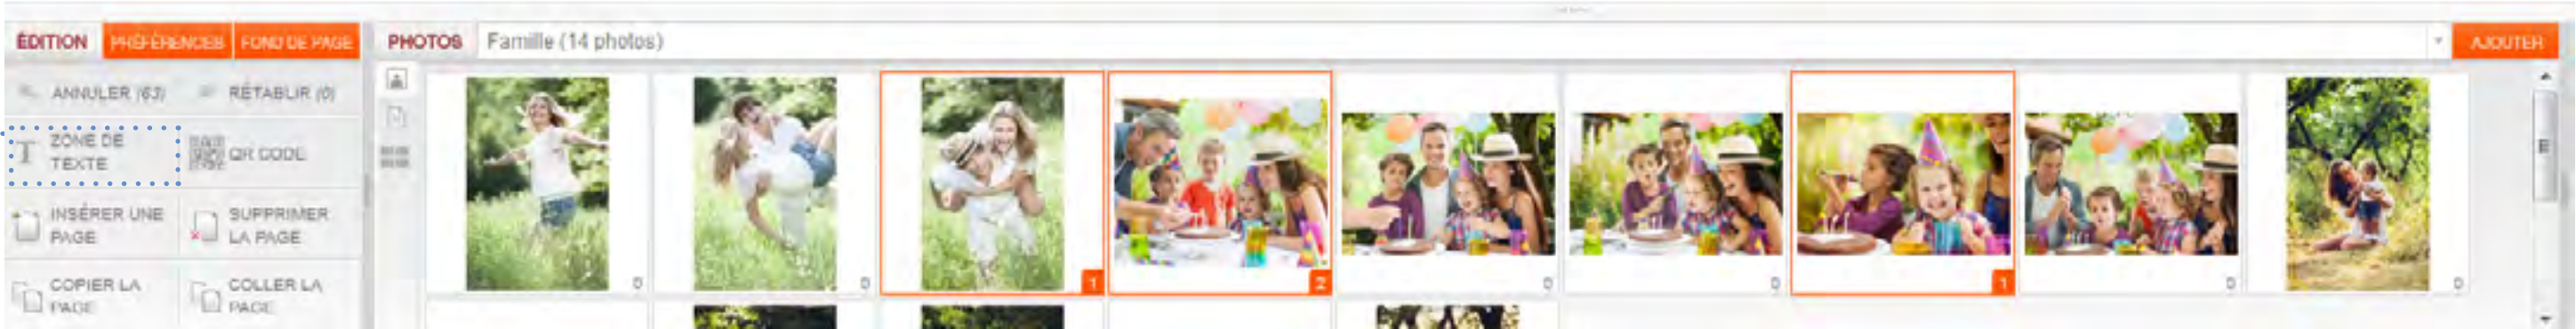 ÉDITION PRÉFÉRENCES FOND DE PAGE PHOTOS Famille (14 photos) AJOUTER
ANNULER (63) RÉTABLIR (0)
ZONE DE
TEXTE
QR CODE
INSÉRER UNE
PAGE
SUPPRIMER
LA PAGE
COPIER LA
PAGE
COLLER LA
PAGE
0 0 1 2 0 0 1 0 0